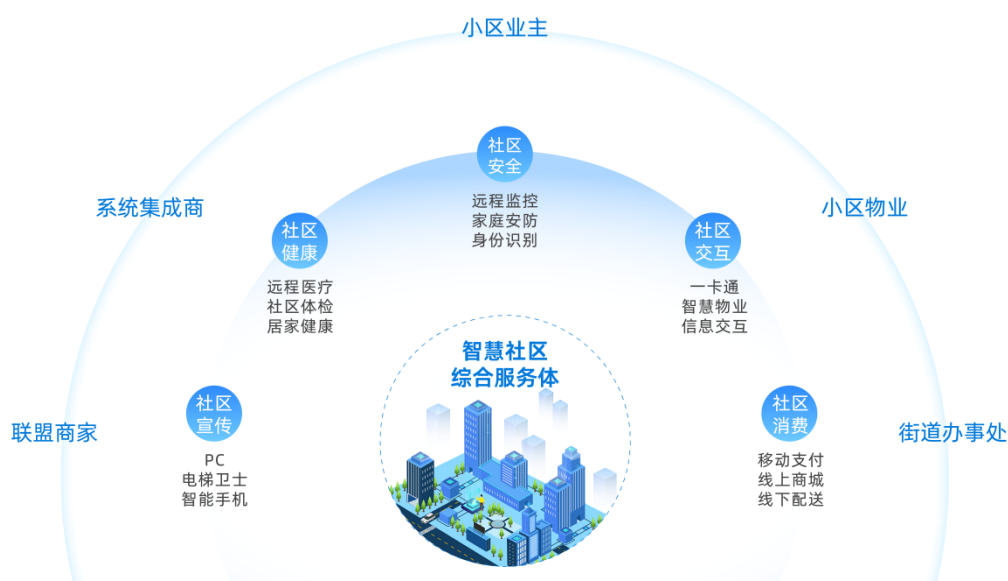 小区业主
系统集成商
小区物业
联盟商家
街道办事处
社区
安全
远程监控
家庭安防
身份识别
社区
健康
远程医疗
社区体检
居家健康
社区
交互
一卡通
智慧物业
信息交互
智慧社区
综合服务体
社区
宣传
PC
电梯卫士
智能手机
社区
消费
移动支付
线上商城
线下配送